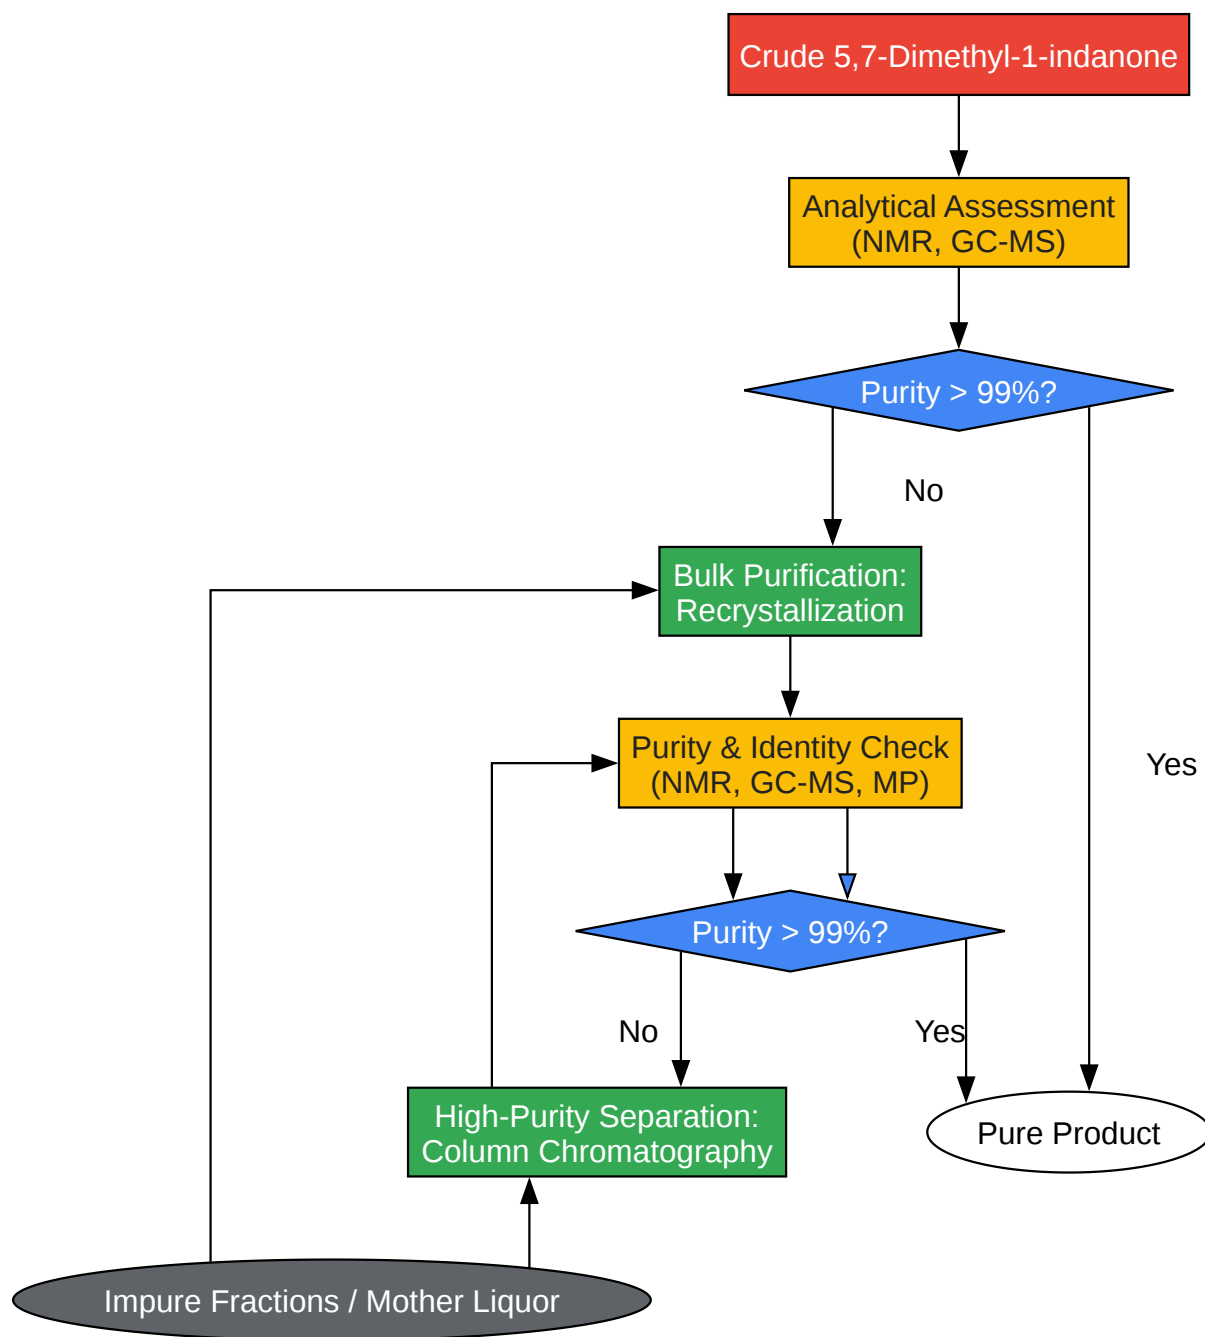 Crude 5,7-Dimethyl-1-indanone
Analytical Assessment
(NMR, GC-MS)
Purity > 99%?
No
Bulk Purification:
Recrystallization
Purity & Identity Check
(NMR, GC-MS, MP)
Yes
Purity > 99%?
No
Yes
High-Purity Separation:
Column Chromatography
Pure Product
Impure Fractions / Mother Liquor